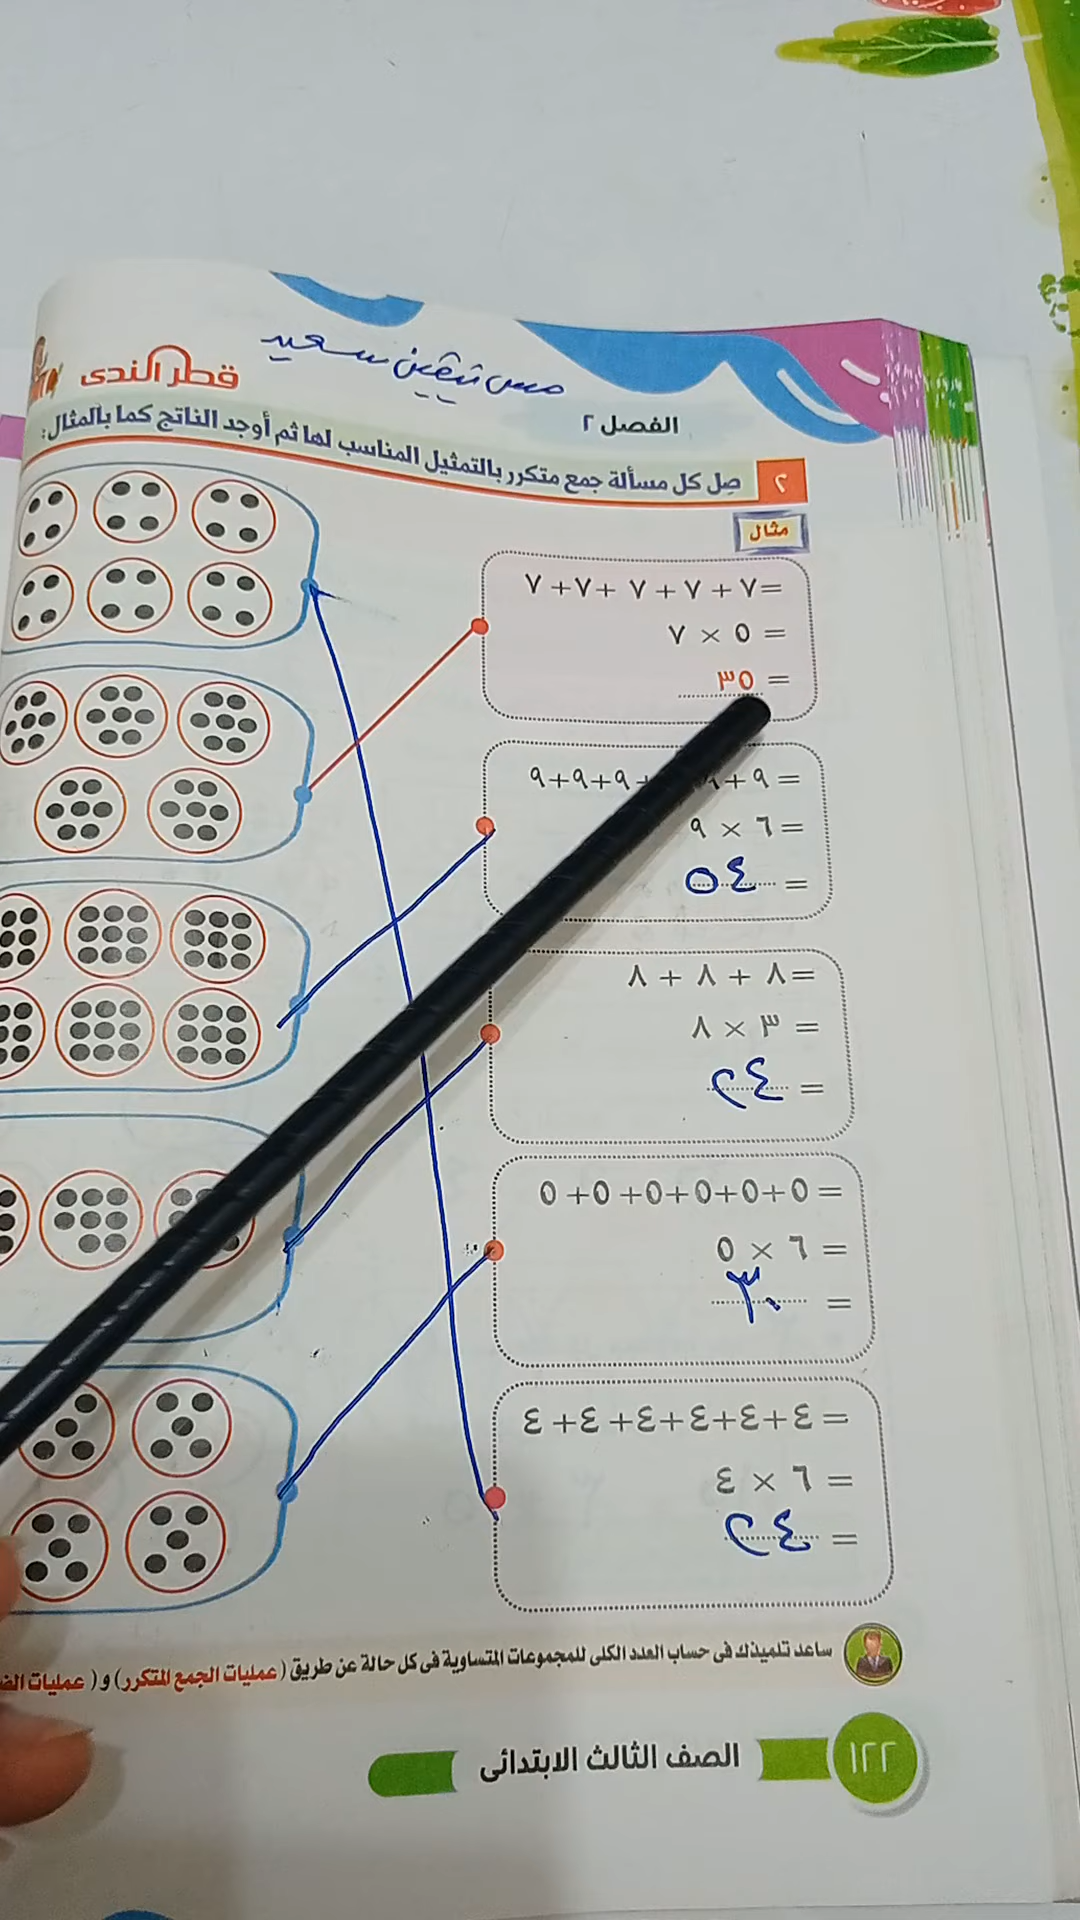 مس نيڤين سعيد
قطر الندى
الفصل ٢
٢ صِل كل مسألة جمع متكرر بالتمثيل المناسب لها ثم أوجد الناتج كما بالمثال:
مثال
٧ +٧+ ٧ + ٧ + ٧=
٧ × ٥ =
٣٥ =
٩+٩+٩+ +٩ =
٩ × ٦=
٥٤ =
٨ + ٨ + ٨=
٨ × ٣ =
٢٤ =
٥ +٥ +٥+٥+٥+٥ =
٥ × ٦ =
٣٠ =
٤ +٤ +٤+٤+٤+٤ =
٤ × ٦ =
٢٤ =
ساعد تلميذك فى حساب العدد الكلى للمجموعات المتساوية فى كل حالة عن طريق ( عمليات الجمع المتكرر) و ( عمليات
الصف الثالث الابتدائى
١٢٢